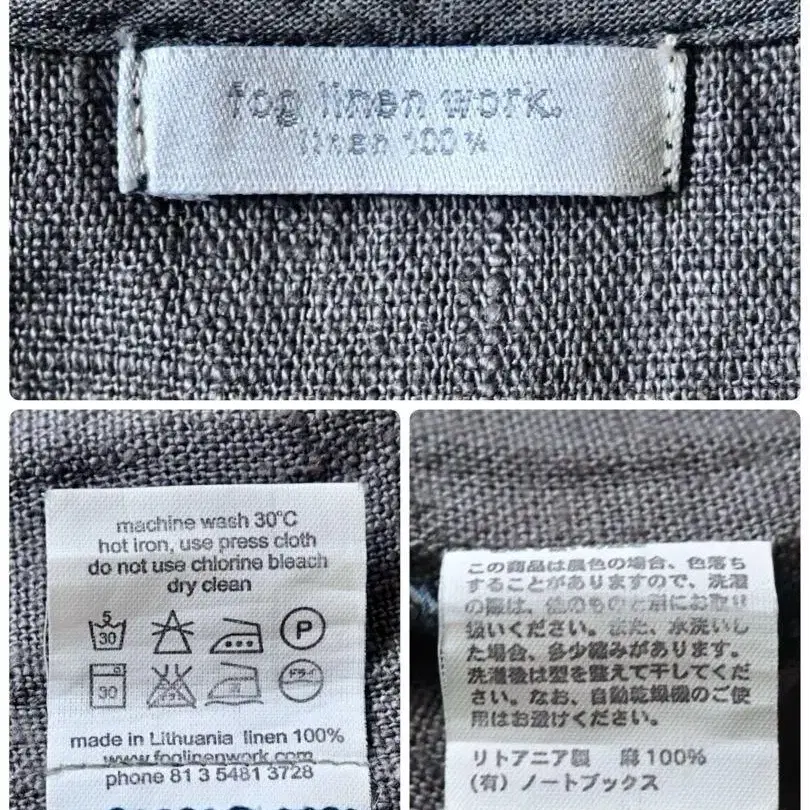 fog linen work.
linen 100%
machine wash 30°C
hot iron, use press cloth
do not use chlorine bleach
dry clean
5
30
P
30
ドライ
made in Lithuania linen 100%
www.foglinenwork.com
phone 81 3 5481 3728
この商品は濃色の場合、色落ち
することがありますので、洗濯
の際は、他のものと別にお取り
扱いください。また、水洗いし
た場合、多少縮みがあります。
洗濯後は型を整えて干してくだ
さい。なお、自動乾燥機のご使
用はお避けください。
リトアニア製 麻100%
(有) ノートブックス